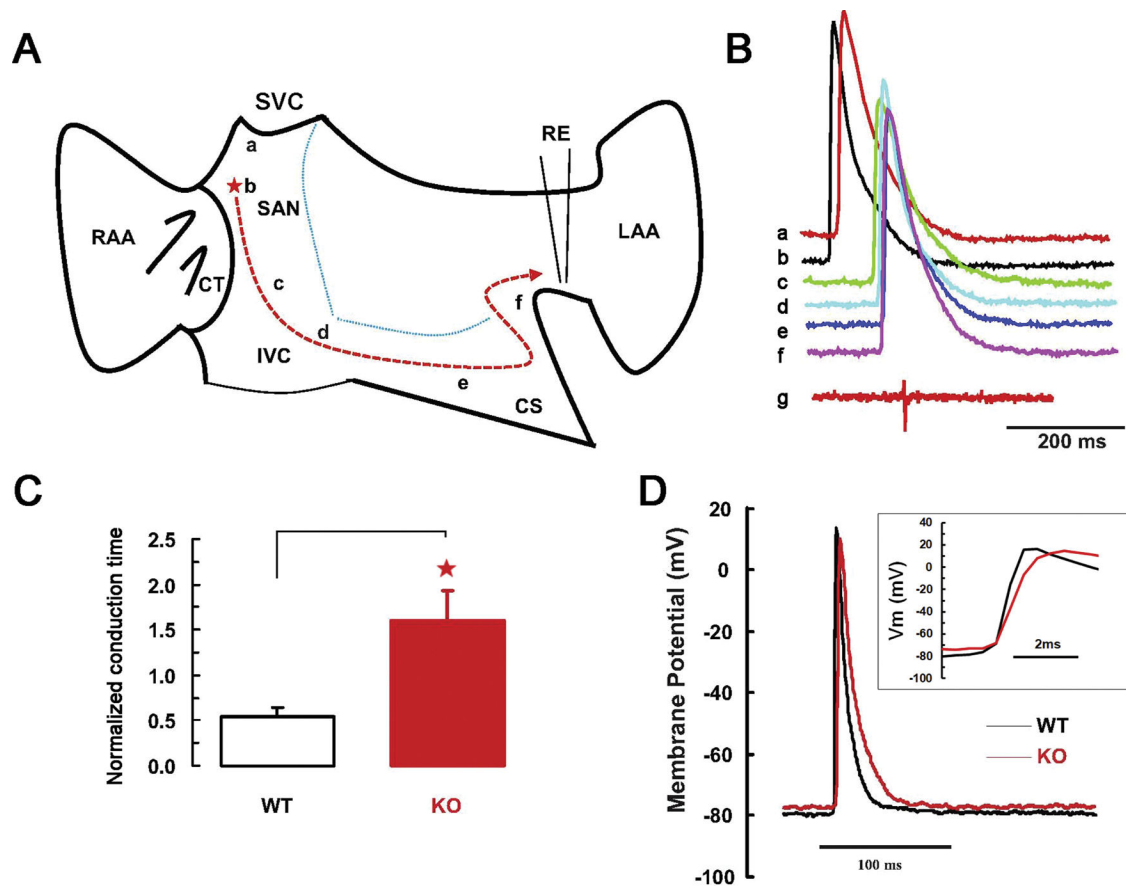 A
SVC
a
b
SAN
RAA
CT
c
d
IVC
e
f
CS
RE
LAA
B
a
b
c
d
e
f
g
200 ms
C
Normalized conduction time
2.5
2.0
1.5
1.0
0.5
0.0
WT
KO
D
Membrane Potential (mV)
20
0
-20
-40
-60
-80
-100
100 ms
Vm (mV)
40
20
0
-20
-40
-60
-80
-100
2ms
WT
KO